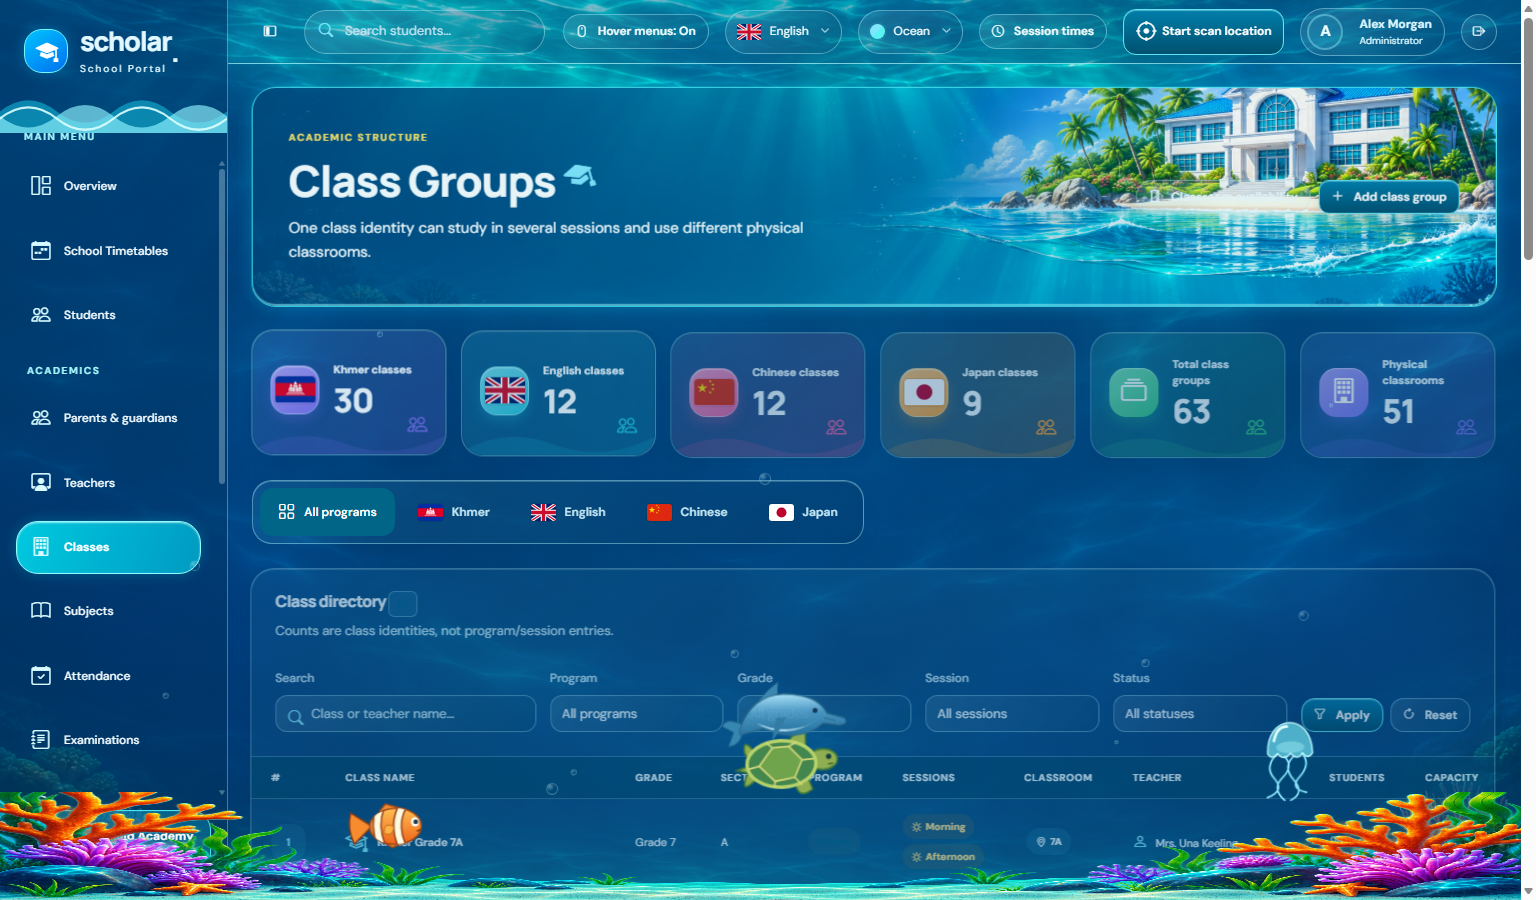 scholar.
School Portal
Search students...
Hover menus: On
English
Ocean
Session times
Start scan location
A
Alex Morgan
Administrator
MAIN MENU
Overview
School Timetables
Students
ACADEMICS
Parents & guardians
Teachers
Classes
Subjects
Attendance
Examinations
Academy
ACADEMIC STRUCTURE
Class Groups
One class identity can study in several sessions and use different physical
classrooms.
Add class group
Khmer classes
30
English classes
12
Chinese classes
12
Japan classes
9
Total class
groups
63
Physical
classrooms
51
All programs
Khmer
English
Chinese
Japan
Class directory
Counts are class identities, not program/session entries.
Search
Program
Grade
Session
Status
Class or teacher name...
All programs
All sessions
All statuses
Apply
Reset
#
CLASS NAME
GRADE
SECT
ROGRAM
SESSIONS
CLASSROOM
TEACHER
STUDENTS
CAPACITY
1
Grade 7A
Grade 7
A
Morning
Afternoon
7A
Mrs. Una Keeling